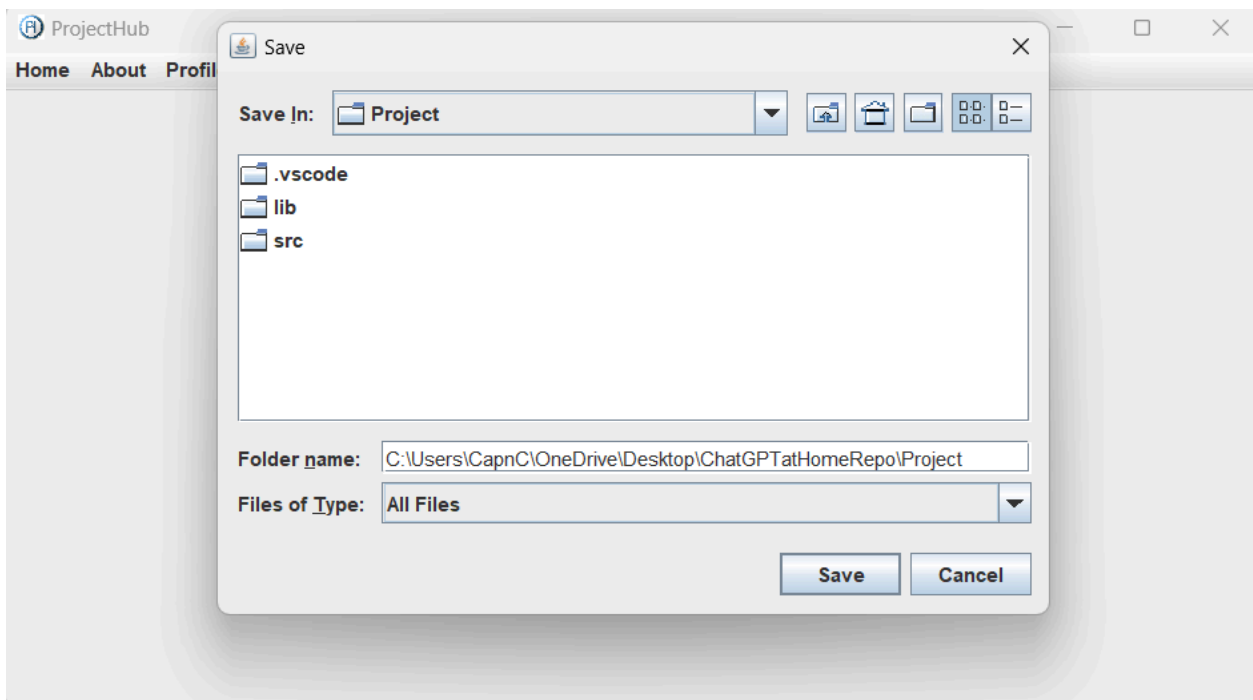 ProjectHub
Save
Home About Profil
Save In: Project
.vscode
lib
src
Folder name: C:\Users\CapnC\OneDrive\Desktop\ChatGPTatHomeRepo\Project
Files of Type: All Files
Save Cancel